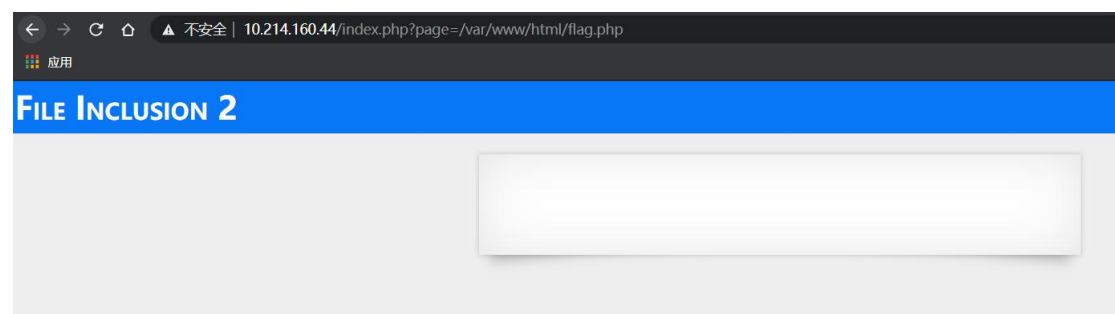 不安全 | 10.214.160.44/index.php?page=/var/www/html/flag.php
应用
FILE INCLUSION 2